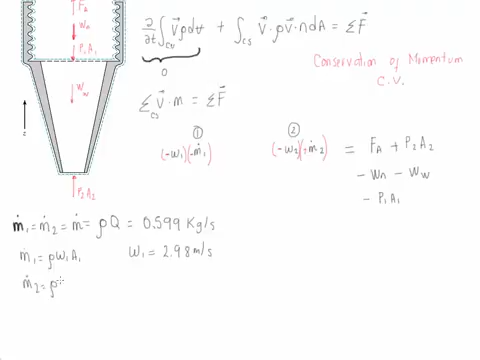 F_A
W_n
P_1A_1
W_w
z
P_2A_2
∂/∂t ∫_CV V⃗ρd∀ + ∫_CS V⃗·ρV⃗·n dA = ΣF⃗
0
Conservation of Momentum
C.V.
Σ_CS V⃗·ṁ = ΣF⃗
① ②
(-w_1)(-ṁ_1) (-w_2)(+ṁ_2) = F_A + P_2A_2
- W_n - W_w
- P_1A_1
ṁ_1 = ṁ_2 = ṁ = ρQ = 0.599 Kg/s
ṁ_1 = ρW_1A_1 W_1 = 2.98 m/s
ṁ_2 = ρ